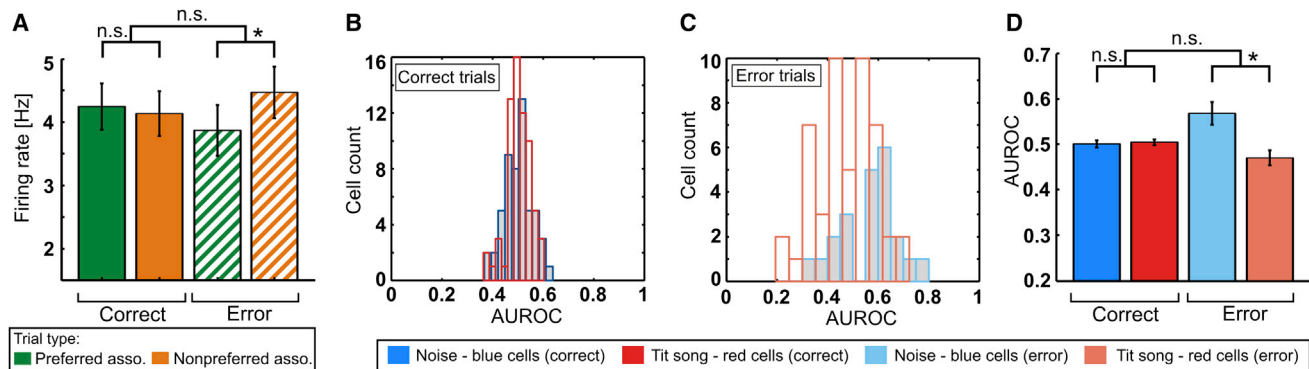 A
n.s.
n.s.
*
Firing rate [Hz]
5
4
3
2
Correct
Error
Trial type:
Preferred asso.
Nonpreferred asso.
B
Correct trials
Cell count
16
12
8
4
0
0
0.2
0.4
0.6
0.8
1
AUROC
C
Error trials
Cell count
10
8
6
4
2
0
0
0.2
0.4
0.6
0.8
1
AUROC
D
n.s.
n.s.
*
AUROC
0.7
0.6
0.5
0.4
0.3
0.2
Correct
Error
Noise - blue cells (correct)
Tit song - red cells (correct)
Noise - blue cells (error)
Tit song - red cells (error)